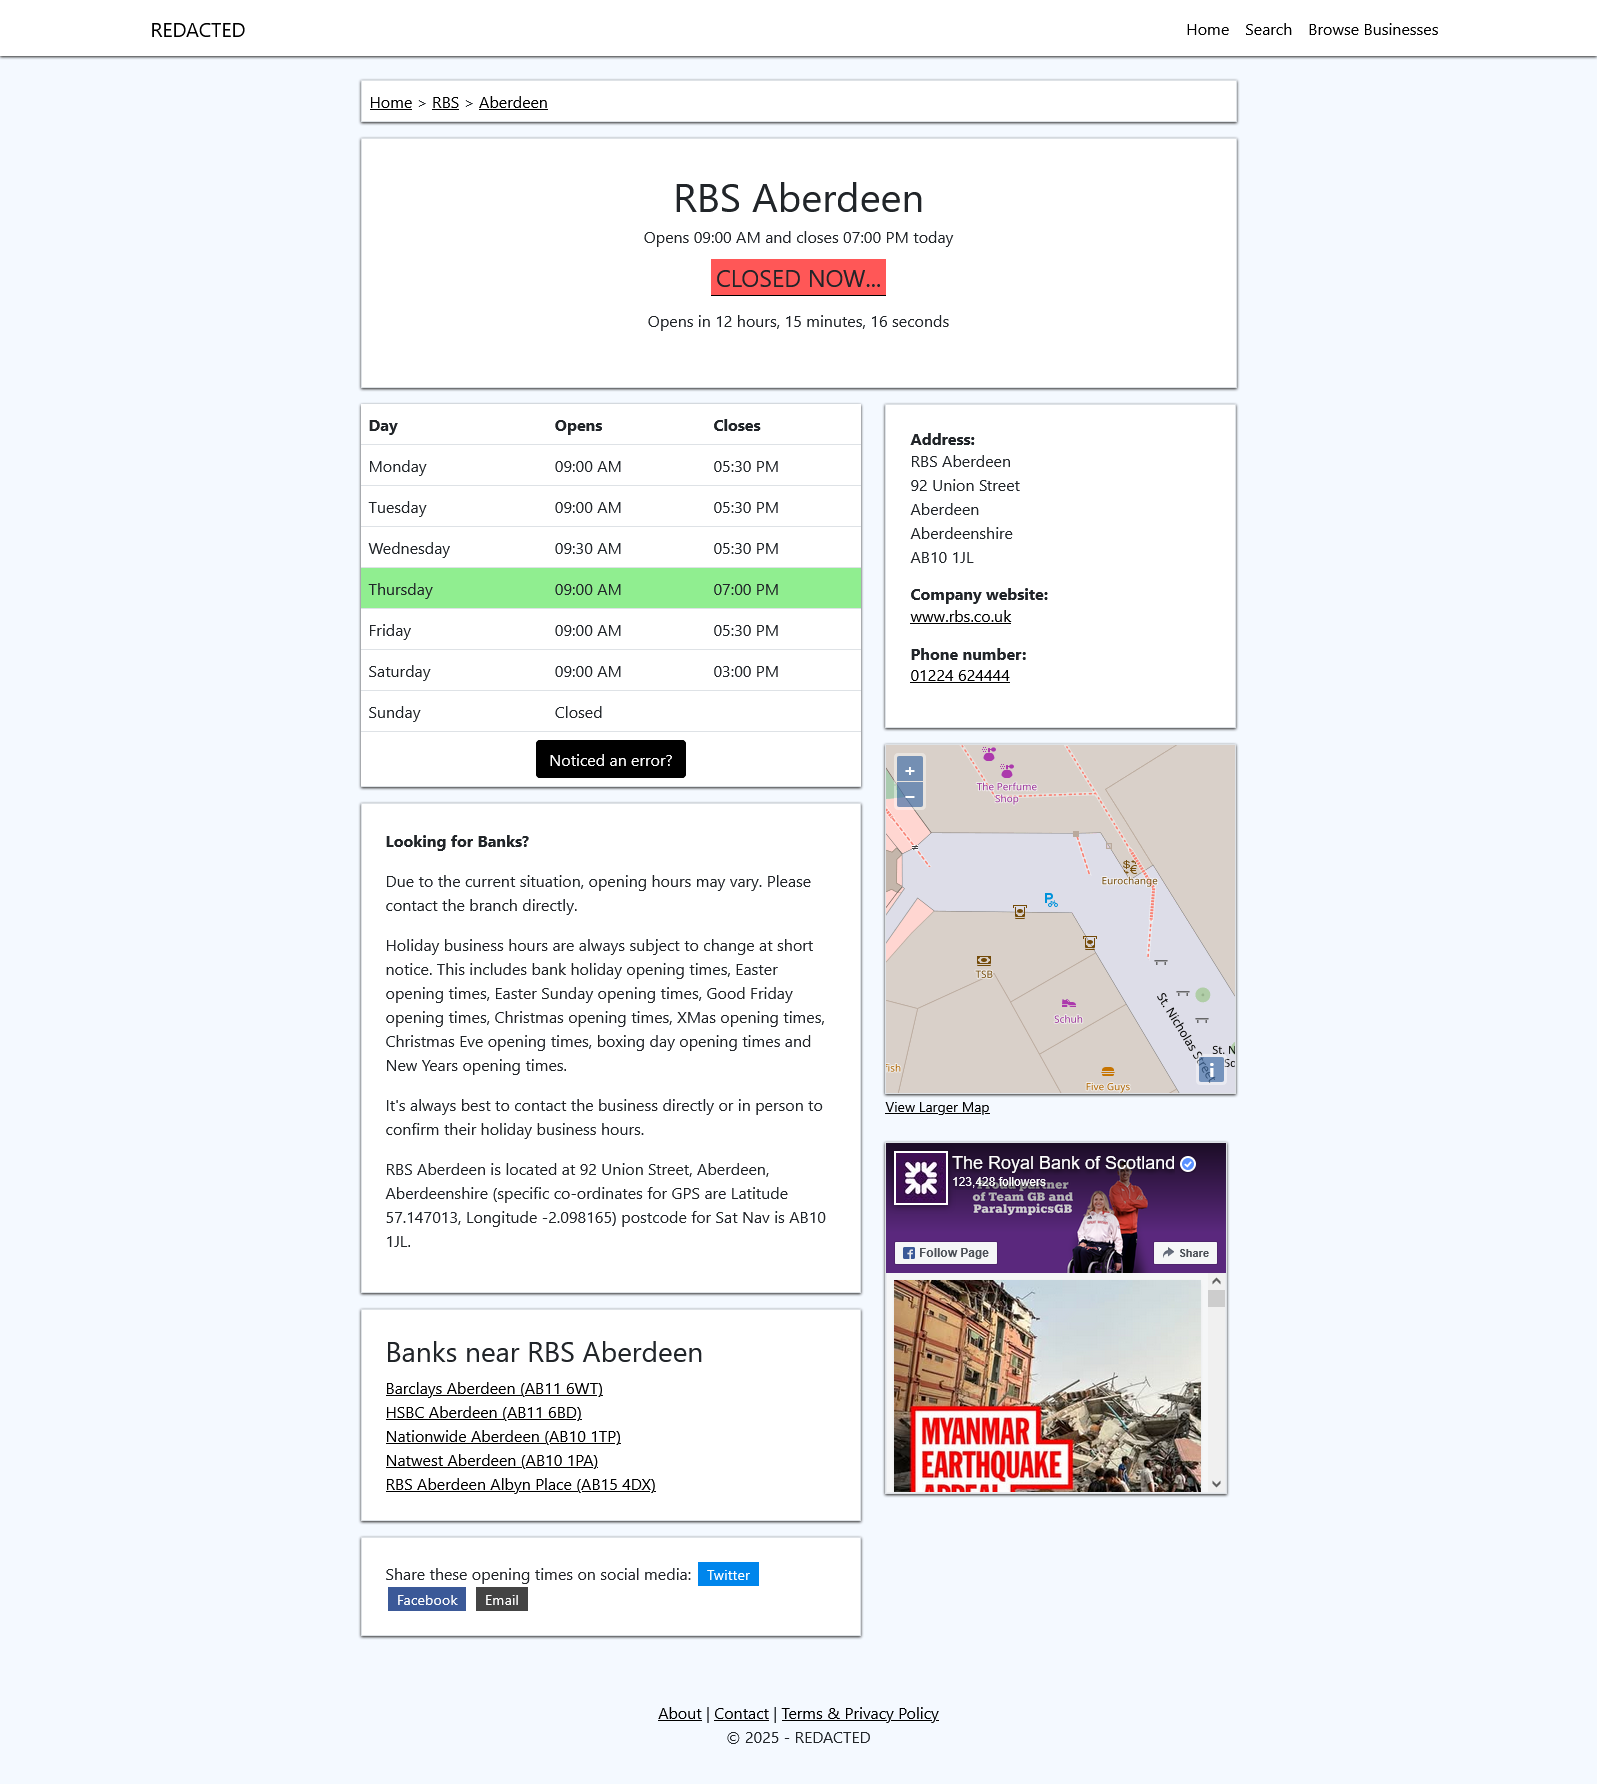 REDACTED
Home Search Browse Businesses
Home > RBS > Aberdeen
RBS Aberdeen
Opens 09:00 AM and closes 07:00 PM today
CLOSED NOW...
Opens in 12 hours, 15 minutes, 16 seconds
Day Opens Closes
Monday 09:00 AM 05:30 PM
Tuesday 09:00 AM 05:30 PM
Wednesday 09:30 AM 05:30 PM
Thursday 09:00 AM 07:00 PM
Friday 09:00 AM 05:30 PM
Saturday 09:00 AM 03:00 PM
Sunday Closed
Noticed an error?
Looking for Banks?
Due to the current situation, opening hours may vary. Please
contact the branch directly.
Holiday business hours are always subject to change at short
notice. This includes bank holiday opening times, Easter
opening times, Easter Sunday opening times, Good Friday
opening times, Christmas opening times, XMas opening times,
Christmas Eve opening times, boxing day opening times and
New Years opening times.
It's always best to contact the business directly or in person to
confirm their holiday business hours.
RBS Aberdeen is located at 92 Union Street, Aberdeen,
Aberdeenshire (specific co-ordinates for GPS are Latitude
57.147013, Longitude -2.098165) postcode for Sat Nav is AB10
1JL.
Banks near RBS Aberdeen
Barclays Aberdeen (AB11 6WT)
HSBC Aberdeen (AB11 6BD)
Nationwide Aberdeen (AB10 1TP)
Natwest Aberdeen (AB10 1PA)
RBS Aberdeen Albyn Place (AB15 4DX)
Share these opening times on social media: Twitter
Facebook Email
Address:
RBS Aberdeen
92 Union Street
Aberdeen
Aberdeenshire
AB10 1JL
Company website:
www.rbs.co.uk
Phone number:
01224 624444
+
−
The Perfume
Shop
Eurochange
P
TSB
Schuh
St. Nicholas Street
St. N
Sc
fish
Five Guys
i
View Larger Map
The Royal Bank of Scotland
123,428 followers
Proud partner
of Team GB and
ParalympicsGB
Follow Page
Share
MYANMAR
EARTHQUAKE
APPEAL
About | Contact | Terms & Privacy Policy
© 2025 - REDACTED